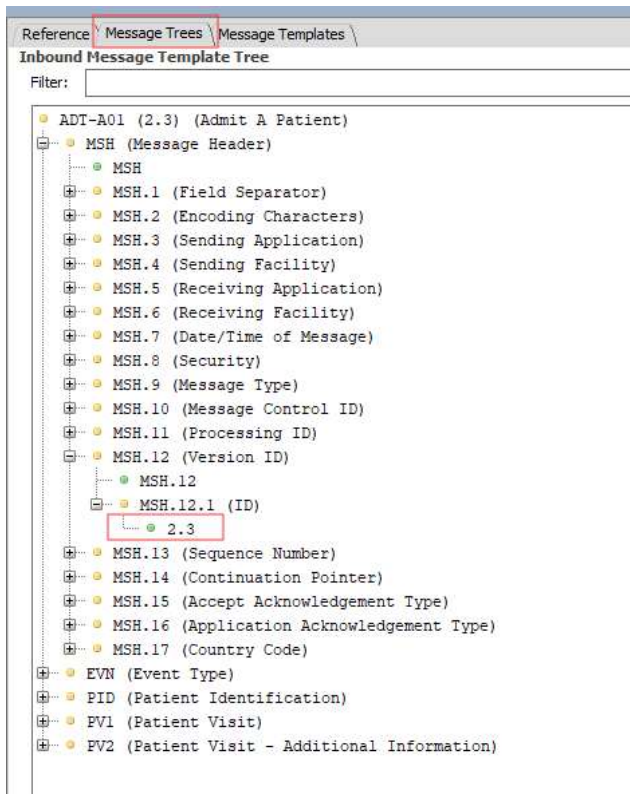 Reference Message Trees Message Templates
Inbound Message Template Tree
Filter:
ADT-A01 (2.3) (Admit A Patient)
MSH (Message Header)
MSH
MSH.1 (Field Separator)
MSH.2 (Encoding Characters)
MSH.3 (Sending Application)
MSH.4 (Sending Facility)
MSH.5 (Receiving Application)
MSH.6 (Receiving Facility)
MSH.7 (Date/Time of Message)
MSH.8 (Security)
MSH.9 (Message Type)
MSH.10 (Message Control ID)
MSH.11 (Processing ID)
MSH.12 (Version ID)
MSH.12
MSH.12.1 (ID)
2.3
MSH.13 (Sequence Number)
MSH.14 (Continuation Pointer)
MSH.15 (Accept Acknowledgement Type)
MSH.16 (Application Acknowledgement Type)
MSH.17 (Country Code)
EVN (Event Type)
PID (Patient Identification)
PV1 (Patient Visit)
PV2 (Patient Visit - Additional Information)